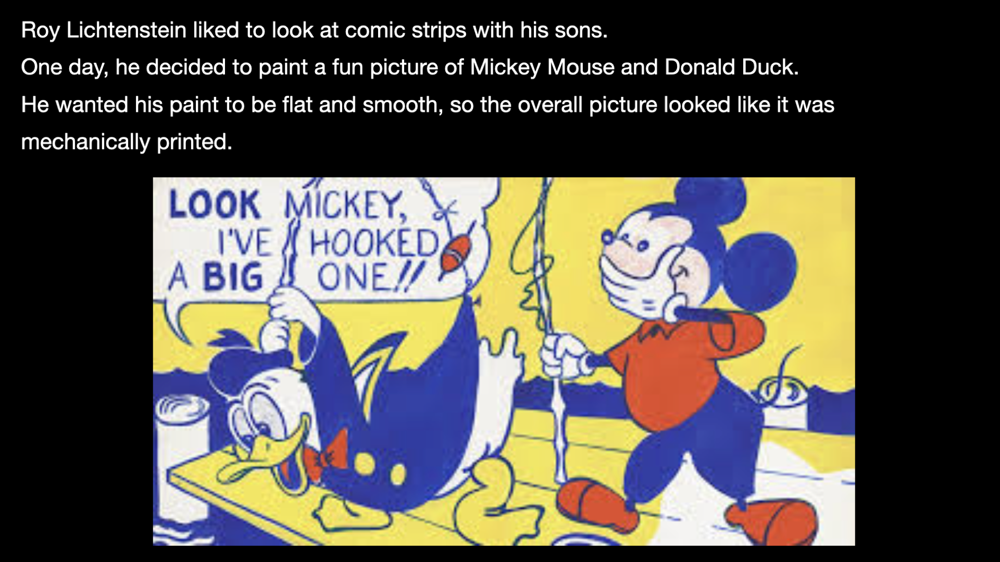 Roy Lichtenstein liked to look at comic strips with his sons.
One day, he decided to paint a fun picture of Mickey Mouse and Donald Duck.
He wanted his paint to be flat and smooth, so the overall picture looked like it was
mechanically printed.
LOOK MICKEY,
I'VE HOOKED
A BIG ONE!!